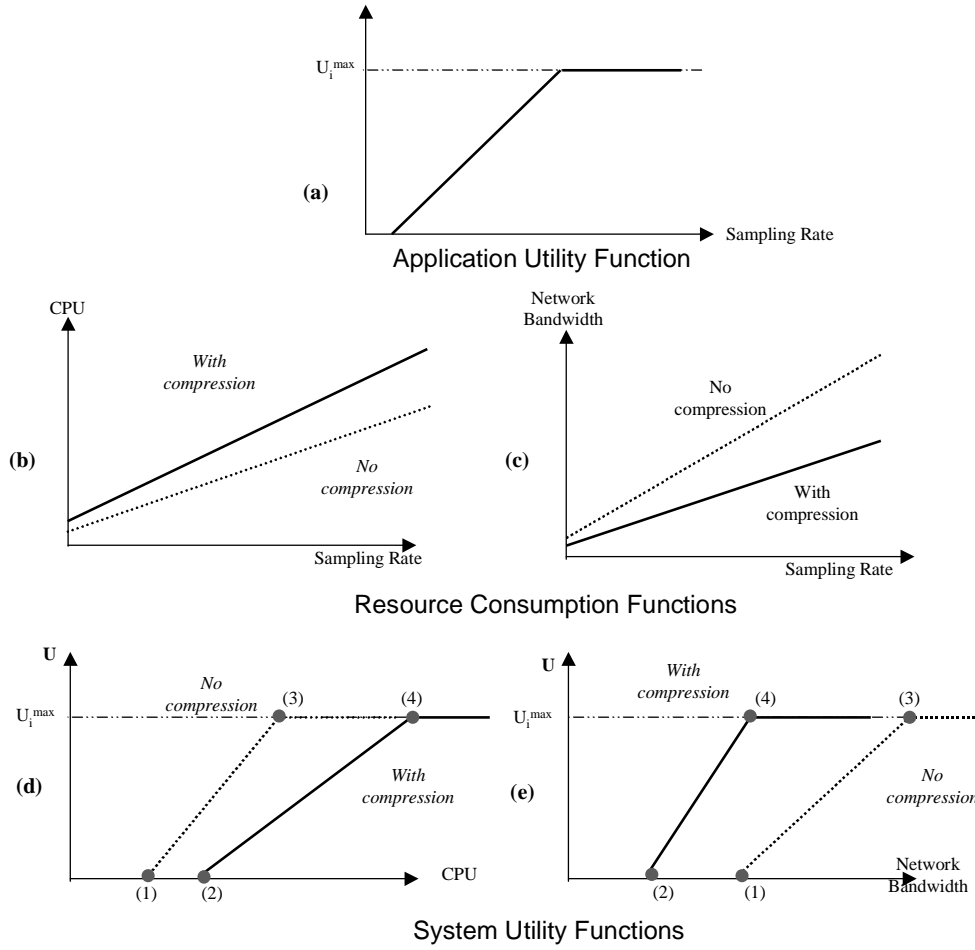 U_i^max
(a)
Sampling Rate
Application Utility Function
CPU
With
compression
(b)
No
compression
Sampling Rate
Network
Bandwidth
No
compression
(c)
With
compression
Sampling Rate
Resource Consumption Functions
U
No
compression
(3)
(4)
U_i^max
(d)
With
compression
CPU
(1)
(2)
U
With
compression
(4)
(3)
U_i^max
(e)
No
compression
Network
Bandwidth
(2)
(1)
System Utility Functions